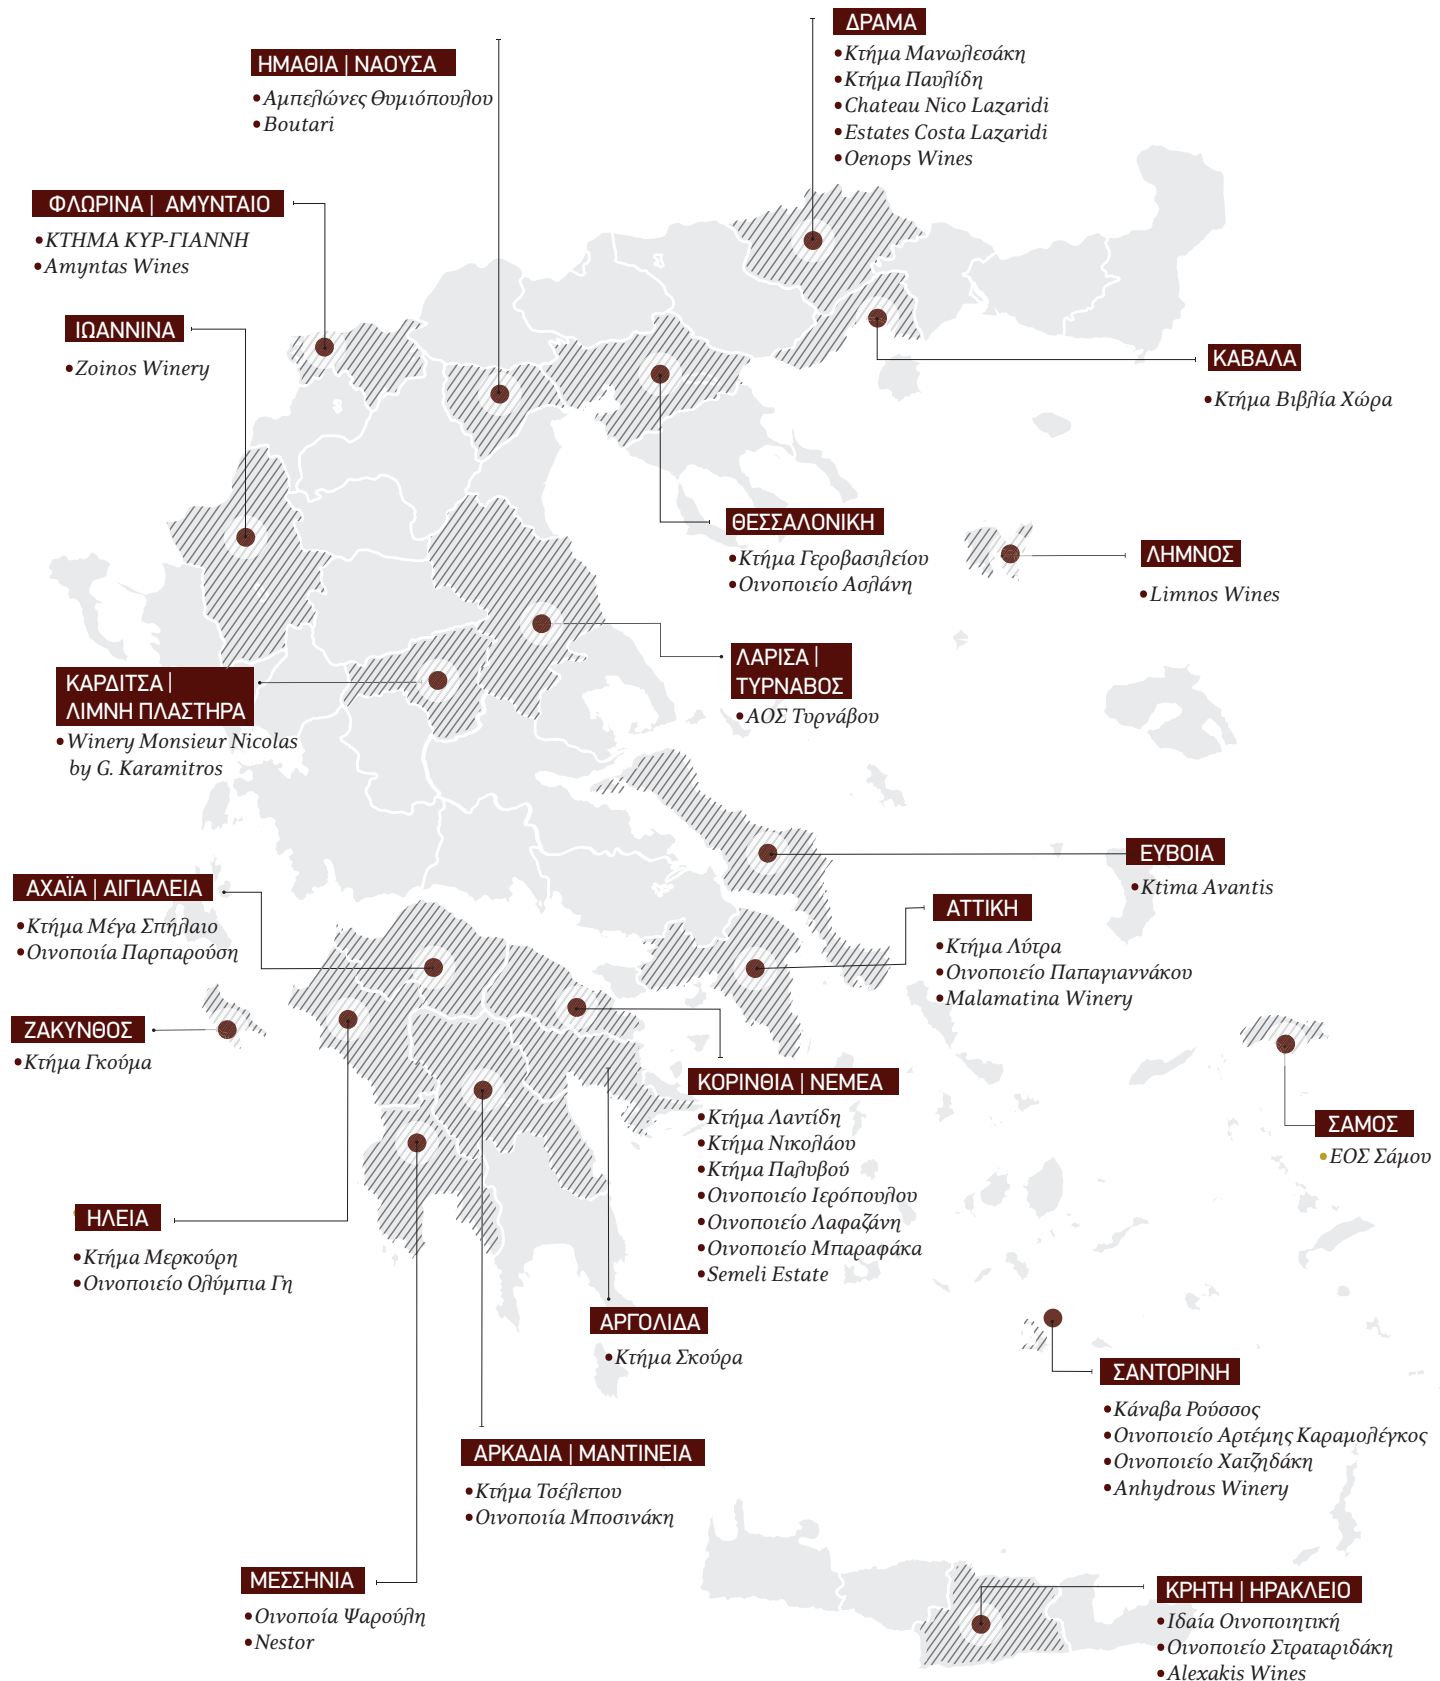 ΔΡΑΜΑ
•Κτήμα Μανωλεσάκη
•Κτήμα Παυλίδη
•Chateau Nico Lazaridi
•Estates Costa Lazaridi
•Oenops Wines
ΗΜΑΘΙΑ | ΝΑΟΥΣΑ
•Αμπελώνες Θυμιόπουλου
•Boutari
ΦΛΩΡΙΝΑ | ΑΜΥΝΤΑΙΟ
•ΚΤΗΜΑ ΚΥΡ-ΓΙΑΝΝΗ
•Amyntas Wines
ΙΩΑΝΝΙΝΑ
•Zoinos Winery
ΚΑΒΑΛΑ
•Κτήμα Βιβλία Χώρα
ΘΕΣΣΑΛΟΝΙΚΗ
•Κτήμα Γεροβασιλείου
•Οινοποιείο Ασλάνη
ΛΗΜΝΟΣ
•Limnos Wines
ΛΑΡΙΣΑ |
ΤΥΡΝΑΒΟΣ
•ΑΟΣ Τυρνάβου
ΚΑΡΔΙΤΣΑ |
ΛΙΜΝΗ ΠΛΑΣΤΗΡΑ
•Winery Monsieur Nicolas
by G. Karamitros
ΕΥΒΟΙΑ
•Ktima Avantis
ΑΧΑΪΑ | ΑΙΓΙΑΛΕΙΑ
•Κτήμα Μέγα Σπήλαιο
•Οινοποιία Παρπαρούση
ΑΤΤΙΚΗ
•Κτήμα Λύτρα
•Οινοποιείο Παπαγιαννάκου
•Malamatina Winery
ΖΑΚΥΝΘΟΣ
•Κτήμα Γκούμα
ΚΟΡΙΝΘΙΑ | ΝΕΜΕΑ
•Κτήμα Λαντίδη
•Κτήμα Νικολάου
•Κτήμα Παλυβού
•Οινοποιείο Ιερόπουλου
•Οινοποιείο Λαφαζάνη
•Οινοποιείο Μπαραφάκα
•Semeli Estate
ΣΑΜΟΣ
•ΕΟΣ Σάμου
ΗΛΕΙΑ
•Κτήμα Μερκούρη
•Οινοποιείο Ολύμπια Γη
ΑΡΓΟΛΙΔΑ
•Κτήμα Σκούρα
ΣΑΝΤΟΡΙΝΗ
•Κάναβα Ρούσσος
•Οινοποιείο Αρτέμης Καραμολέγκος
•Οινοποιείο Χατζηδάκη
•Anhydrous Winery
ΑΡΚΑΔΙΑ | ΜΑΝΤΙΝΕΙΑ
•Κτήμα Τσέλεπου
•Οινοποιία Μποσινάκη
ΜΕΣΣΗΝΙΑ
•Οινοποία Ψαρούλη
•Nestor
ΚΡΗΤΗ | ΗΡΑΚΛΕΙΟ
•Ιδαία Οινοποιητική
•Οινοποιείο Στραταριδάκη
•Alexakis Wines